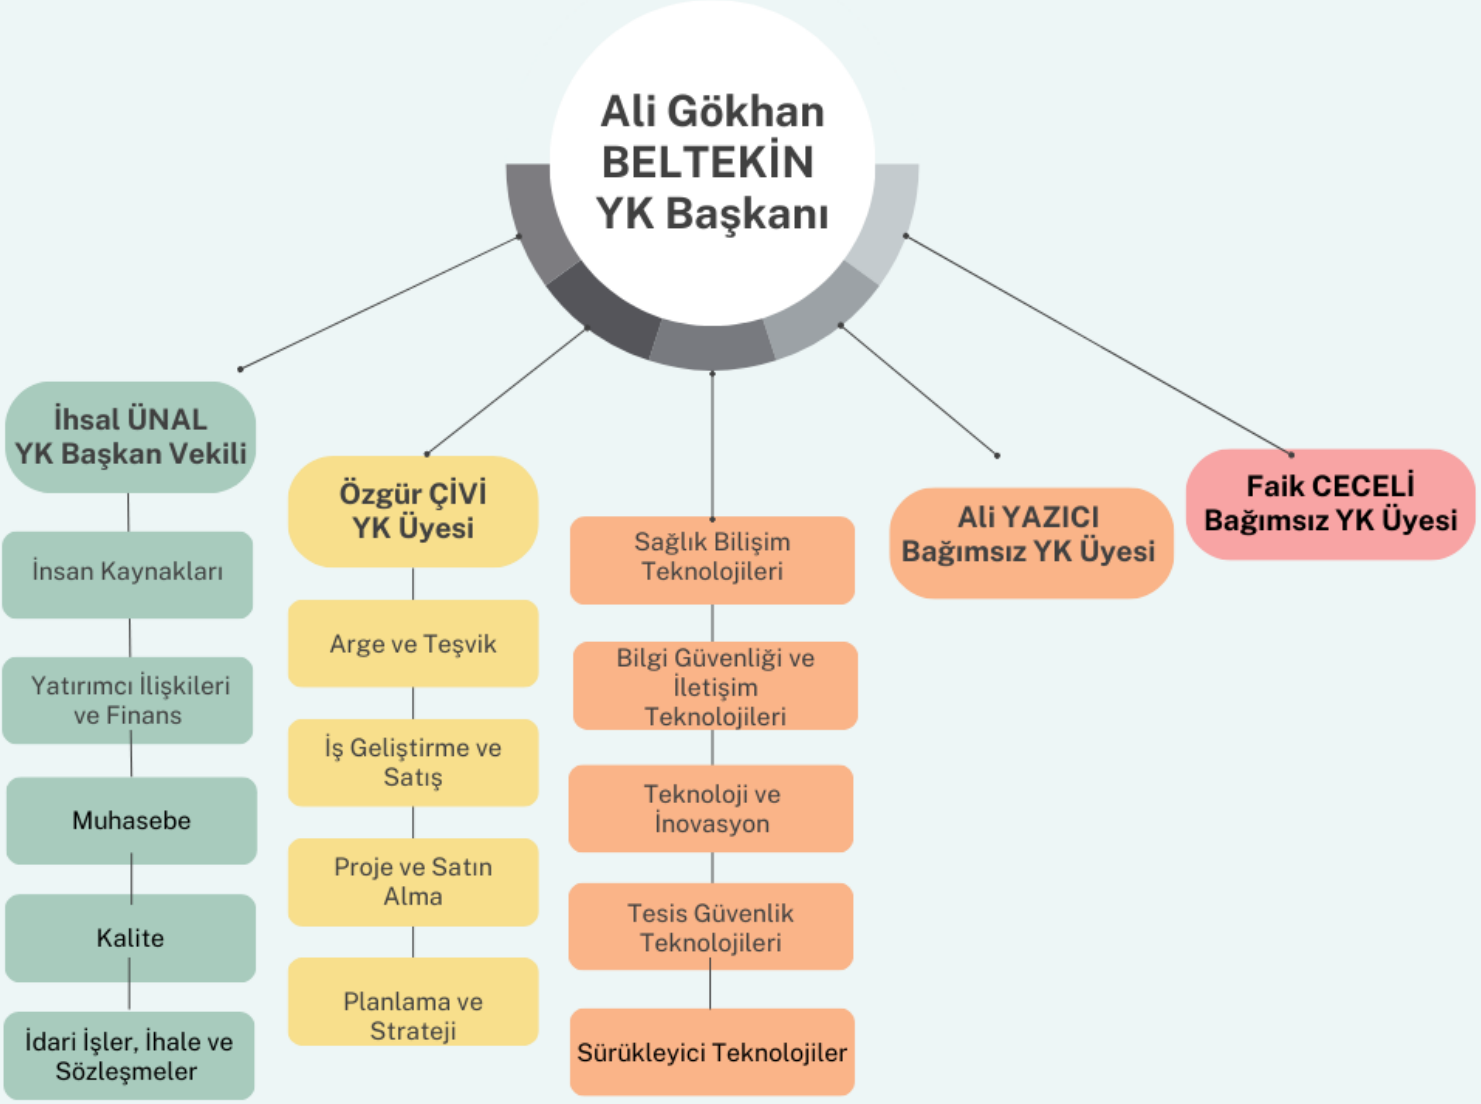 Ali Gökhan
BELTEKİN
YK Başkanı
İhsal ÜNAL
YK Başkan Vekili
İnsan Kaynakları
Yatırımcı İlişkileri
ve Finans
Muhasebe
Kalite
İdari İşler, İhale ve
Sözleşmeler
Özgür ÇİVİ
YK Üyesi
Arge ve Teşvik
İş Geliştirme ve
Satış
Proje ve Satın
Alma
Planlama ve
Strateji
Sağlık Bilişim
Teknolojileri
Bilgi Güvenliği ve
İletişim
Teknolojileri
Teknoloji ve
İnovasyon
Tesis Güvenlik
Teknolojileri
Sürükleyici Teknolojiler
Ali YAZICI
Bağımsız YK Üyesi
Faik CECELİ
Bağımsız YK Üyesi